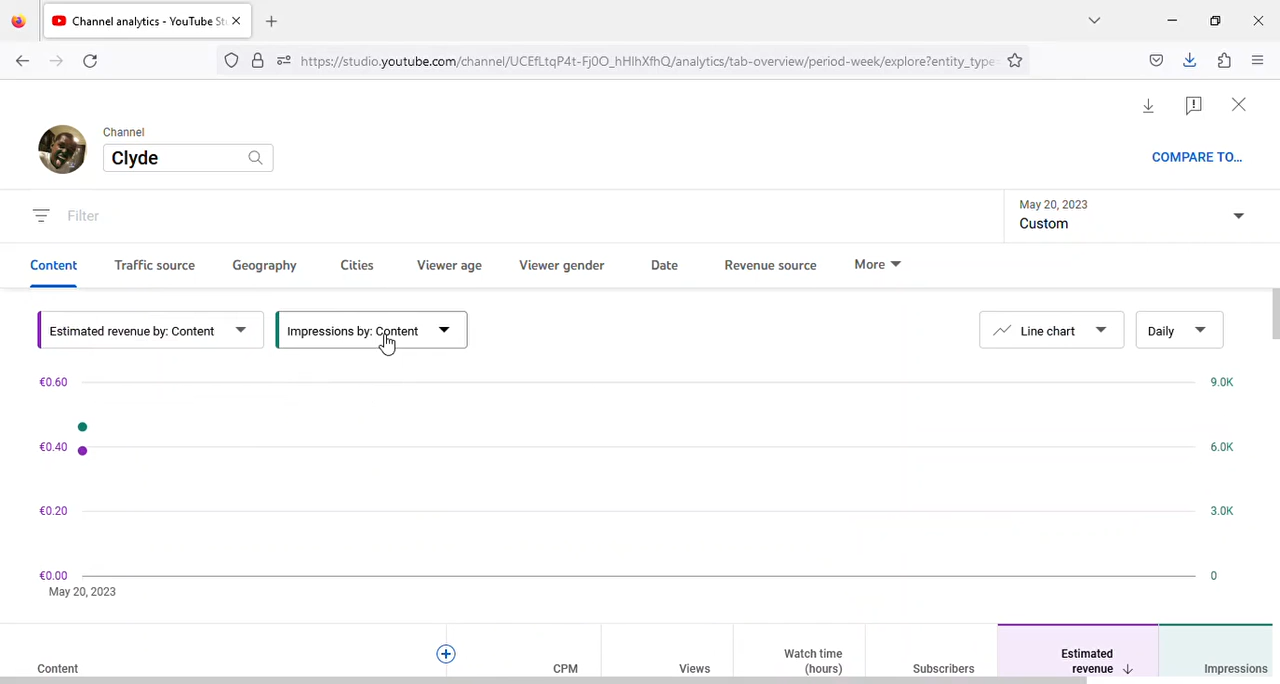 Channel analytics - YouTube St
https://studio.youtube.com/channel/UCEfLtqP4t-Fj0O_hHIhXfhQ/analytics/tab-overview/period-week/explore?entity_type=
Channel
Clyde
COMPARE TO...
Filter
May 20, 2023
Custom
Content Traffic source Geography Cities Viewer age Viewer gender Date Revenue source More
Estimated revenue by: Content Impressions by: Content Line chart Daily
€0.60 9.0K
€0.40 6.0K
€0.20 3.0K
€0.00 0
May 20, 2023
Content CPM Views Watch time (hours) Subscribers Estimated revenue Impressions